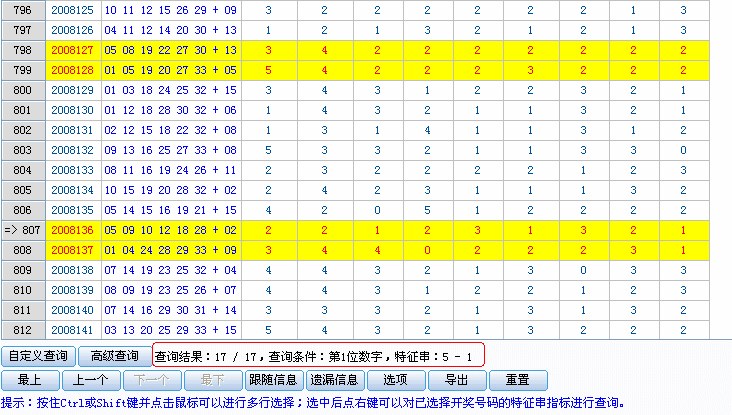 796 2008125 10 11 12 15 26 29 + 09 3 2 2 2 2 2 2 1 3
797 2008126 04 11 12 14 20 30 + 13 1 2 1 3 2 1 2 1 3
798 2008127 05 08 19 22 27 30 + 13 3 4 2 2 2 2 2 2 2
799 2008128 01 05 19 20 27 33 + 05 5 4 2 2 2 3 2 2 2
800 2008129 01 03 18 24 25 32 + 15 3 4 3 1 2 2 3 2 1
801 2008130 01 12 18 28 30 32 + 06 1 4 3 2 1 1 3 2 1
802 2008131 02 12 15 18 22 32 + 08 1 3 1 4 1 1 3 1 2
803 2008132 09 13 16 25 27 33 + 08 5 3 3 2 1 3 3 3 0
804 2008133 08 11 16 19 24 26 + 11 2 3 2 2 2 2 1 2 3
805 2008134 10 15 19 20 28 32 + 02 2 4 2 3 1 1 1 3 2
806 2008135 05 14 15 16 19 21 + 15 4 2 0 5 1 2 2 2 2
=> 807 2008136 05 09 10 12 18 28 + 02 2 2 1 2 3 1 3 2 1
808 2008137 01 04 24 28 29 33 + 09 3 4 4 0 2 2 2 3 1
809 2008138 07 14 19 23 25 32 + 04 4 4 3 2 1 3 0 3 3
810 2008139 08 09 19 23 25 26 + 07 4 4 3 1 2 2 1 2 3
811 2008140 07 14 16 29 30 31 + 14 3 3 3 2 1 3 1 3 2
812 2008141 03 13 20 25 29 33 + 15 5 4 3 2 1 3 2 2 2
自定义查询 高级查询 查询结果：17 / 17，查询条件：第1位数字，特征串：5 - 1
最上 上一个 下一个 最下 跟随信息 遗漏信息 选项 导出 重置
提示：按住Ctrl或Shift键并点击鼠标可以进行多行选择；选中后点右键可以对已选择开奖号码的特征串指标进行查询。